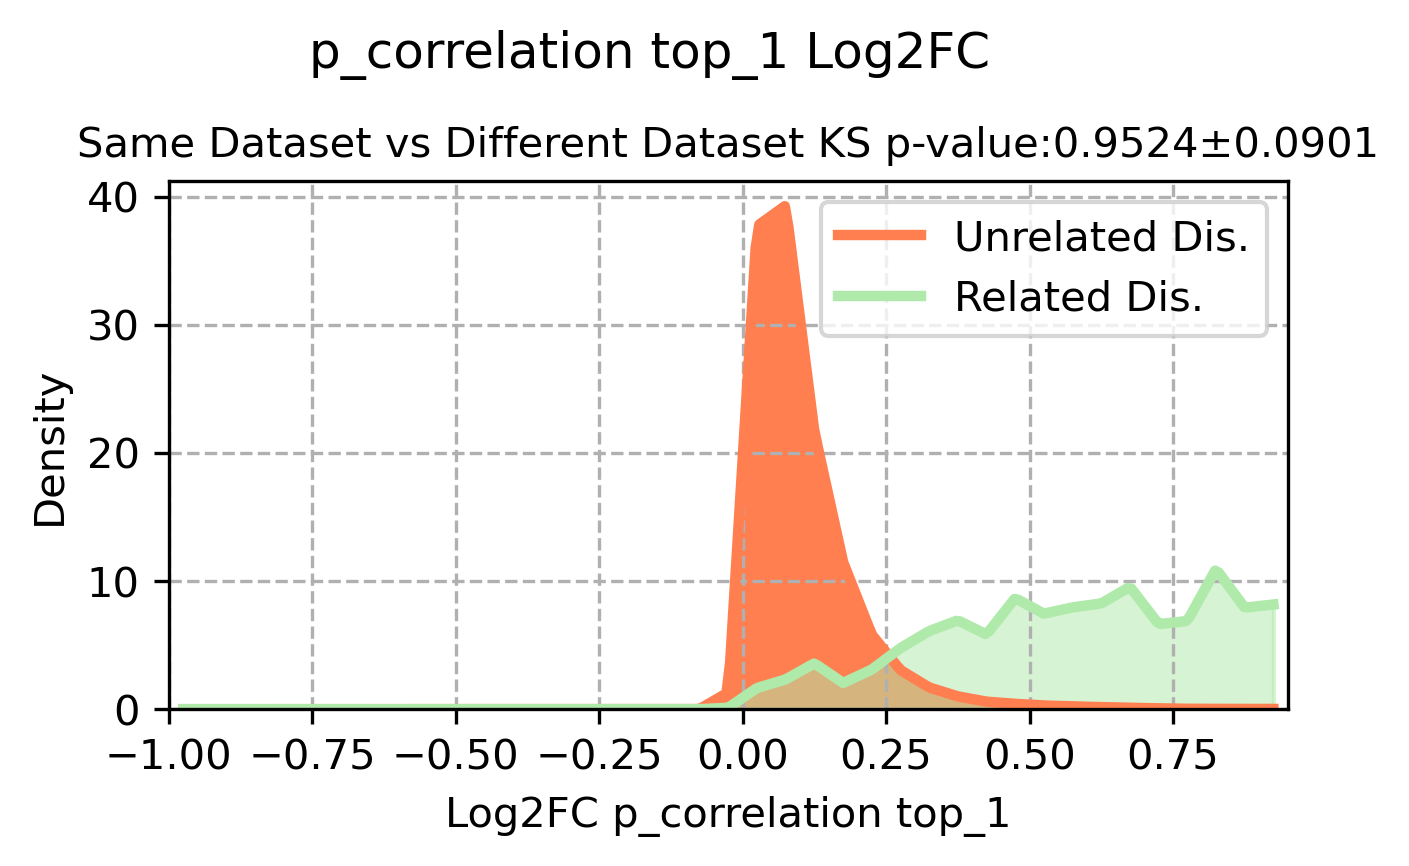 p_correlation top_1 Log2FC
Same Dataset vs Different Dataset KS p-value:0.9524±0.0901
40
30
20
10
0
Density
Unrelated Dis.
Related Dis.
−1.00 −0.75 −0.50 −0.25 0.00 0.25 0.50 0.75
Log2FC p_correlation top_1